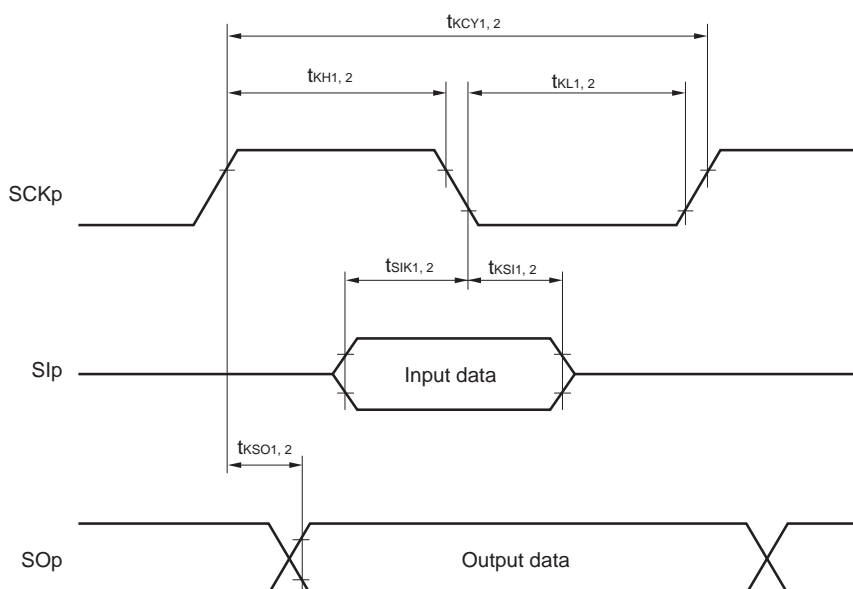 tKCY1, 2
tKH1, 2
tKL1, 2
SCKp
tSIK1, 2
tKSI1, 2
SIp
Input data
tKSO1, 2
SOp
Output data